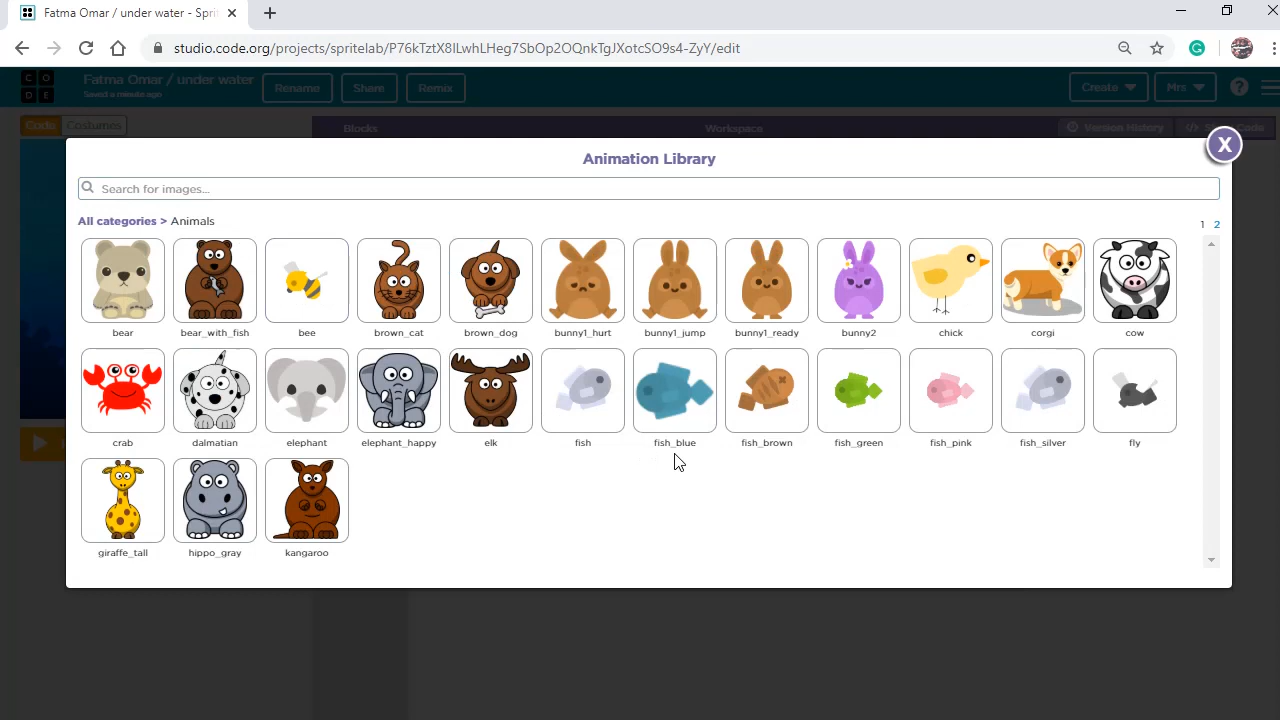 Fatma Omar / under water - Spri
studio.code.org/projects/spritelab/P76kTztX8ILwhLHeg7SbBp2OQnkTgJXotcSO9s4-ZyY/edit
C O
D E
Fatma Omar / under water
Saved a minute ago
Rename
Share
Remix
Create
Mrs
?
Code
Costumes
Blocks
Workspace
Version History
Code
X
Animation Library
Search for images...
All categories > Animals
1 2
bear bear_with_fish bee brown_cat brown_dog bunny1_hurt bunny1_jump bunny1_ready bunny2 chick corgi cow
crab dalmatian elephant elephant_happy elk fish fish_blue fish_brown fish_green fish_pink fish_silver fly
giraffe_tall hippo_gray kangaroo